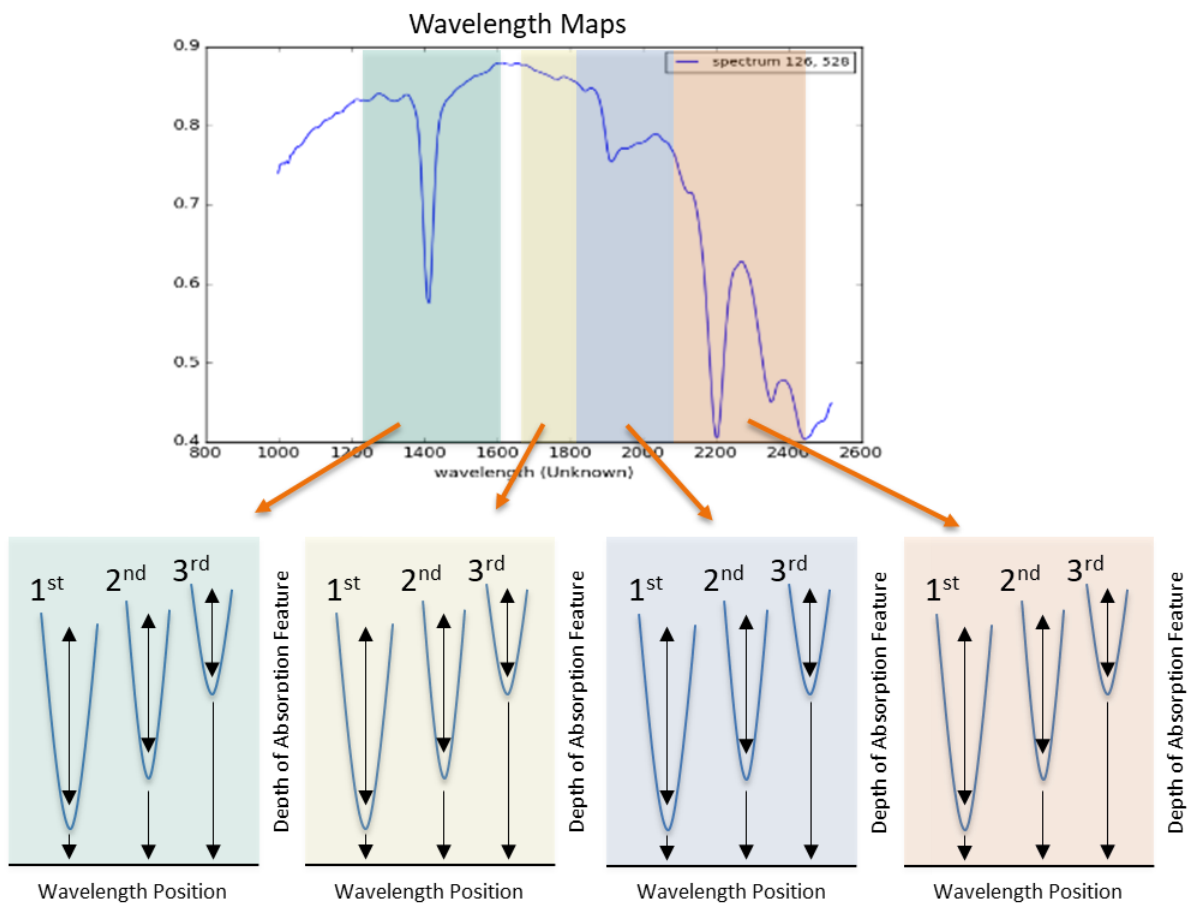 Wavelength Maps
0.9
spectrum 126, 528
0.8
0.7
0.6
0.5
0.4
800 1000 1200 1400 1600 1800 2000 2200 2400 2600
wavelength (Unknown)
1st 2nd 3rd
Depth of Absorption Feature
Wavelength Position
1st 2nd 3rd
Depth of Absorption Feature
Wavelength Position
1st 2nd 3rd
Depth of Absorption Feature
Wavelength Position
1st 2nd 3rd
Depth of Absorption Feature
Wavelength Position